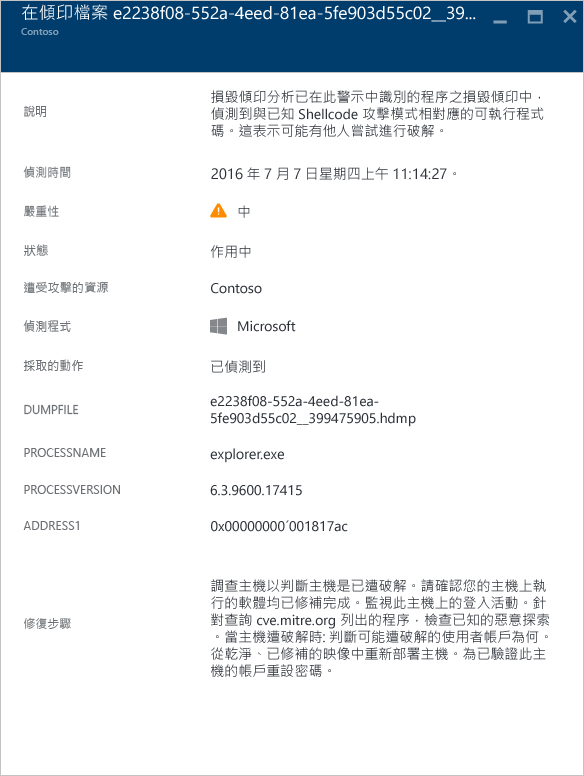 在傾印檔案 e2238f08-552a-4eed-81ea-5fe903d55c02__39...
Contoso
說明
損毀傾印分析已在此警示中識別的程序之損毀傾印中，
偵測到與已知 Shellcode 攻擊模式相對應的可執行程式
碼。這表示可能有他人嘗試進行破解。
偵測時間
2016 年 7 月 7 日星期四上午 11:14:27。
嚴重性
中
狀態
作用中
遭受攻擊的資源
Contoso
偵測程式
Microsoft
採取的動作
已偵測到
DUMPFILE
e2238f08-552a-4eed-81ea-
5fe903d55c02__399475905.hdmp
PROCESSNAME
explorer.exe
PROCESSVERSION
6.3.9600.17415
ADDRESS1
0x00000000´001817ac
修復步驟
調查主機以判斷主機是已遭破解。請確認您的主機上執
行的軟體均已修補完成。監視此主機上的登入活動。針
對查詢 cve.mitre.org 列出的程序，檢查已知的惡意探索
。當主機遭破解時: 判斷可能遭破解的使用者帳戶為何。
從乾淨、已修補的映像中重新部署主機。為已驗證此主
機的帳戶重設密碼。